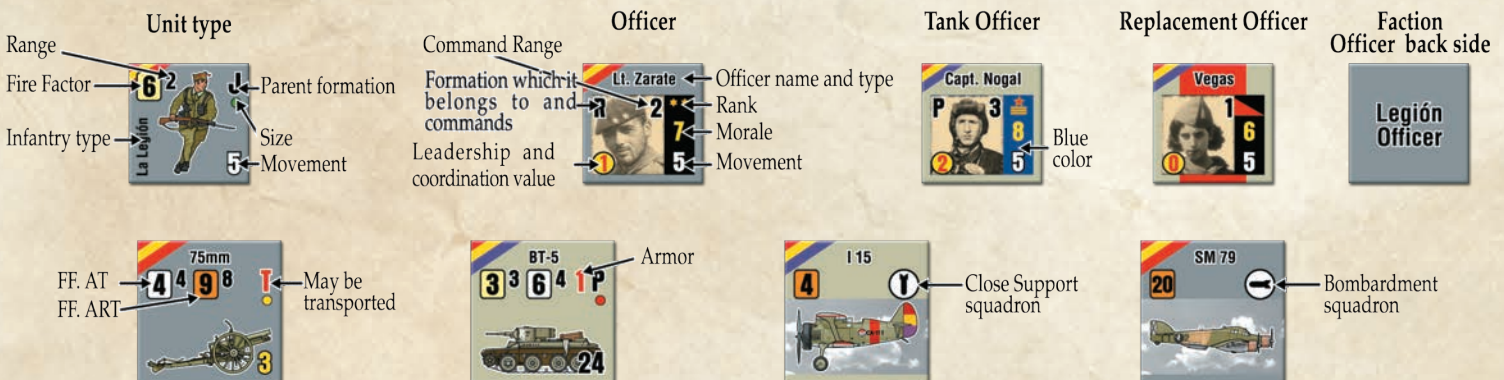 Unit type
Range
Fire Factor
Infantry type
6 2
J
La Legión
5
Parent formation
Size
Movement
Officer
Command Range
Formation which it
belongs to and
commands
Leadership and
coordination value
Lt. Zarate
R 2
7
1 5
Officer name and type
Rank
Morale
Movement
Tank Officer
Capt. Nogal
P 3
8
2 5
Blue
color
Replacement Officer
Vegas
1
6
0 5
Faction
Officer back side
Legión
Officer
FF. AT
FF. ART
75mm
4 4 9 8 T
3
May be
transported
BT-5
3 3 6 4 1 P
24
Armor
I 15
4
Close Support
squadron
SM 79
20
Bombardment
squadron